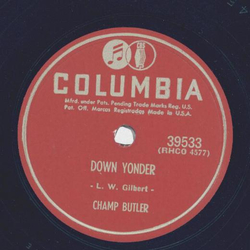 COLUMBIA
Mfrd. under Pats. Pending Trade Marks Reg. U.S.
Pat. Off. Marcas Registradas Made in U.S.A.
39533
(RHCO 4577)
DOWN YONDER
- L. W. Gilbert -
CHAMP BUTLER